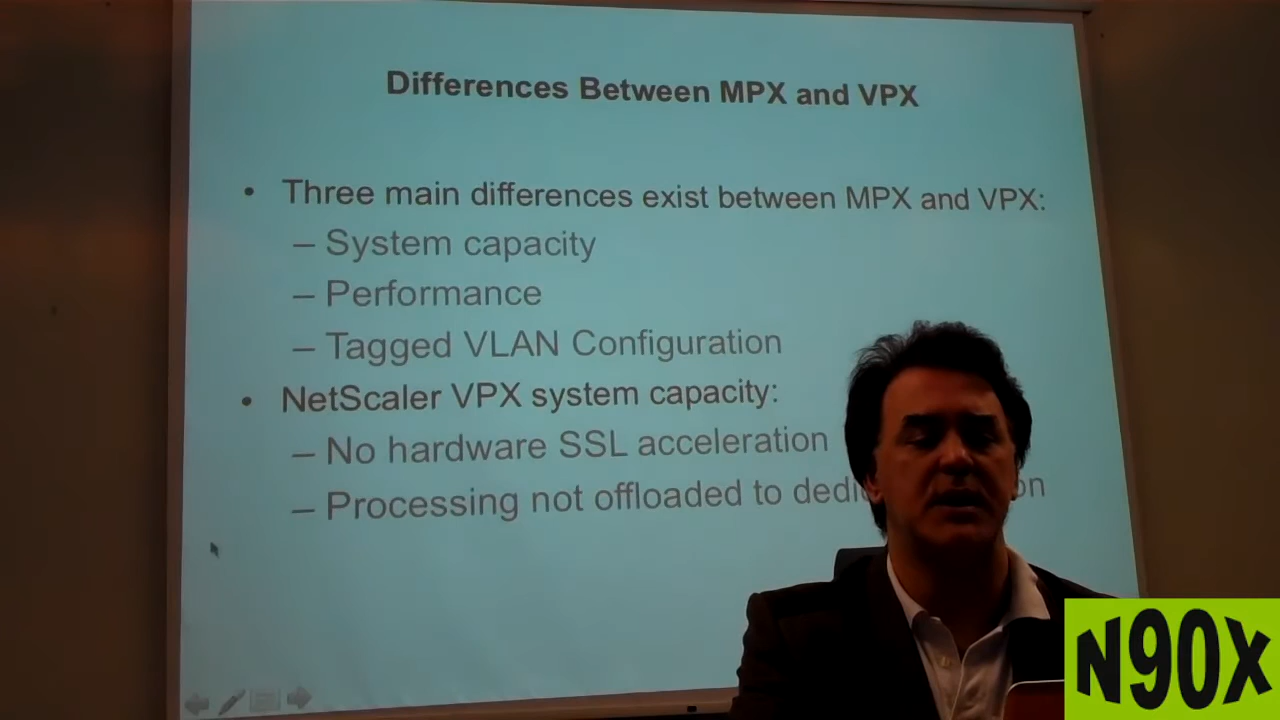 Differences Between MPX and VPX
• Three main differences exist between MPX and VPX:
– System capacity
– Performance
– Tagged VLAN Configuration
• NetScaler VPX system capacity:
– No hardware SSL acceleration
– Processing not offloaded to
N90X